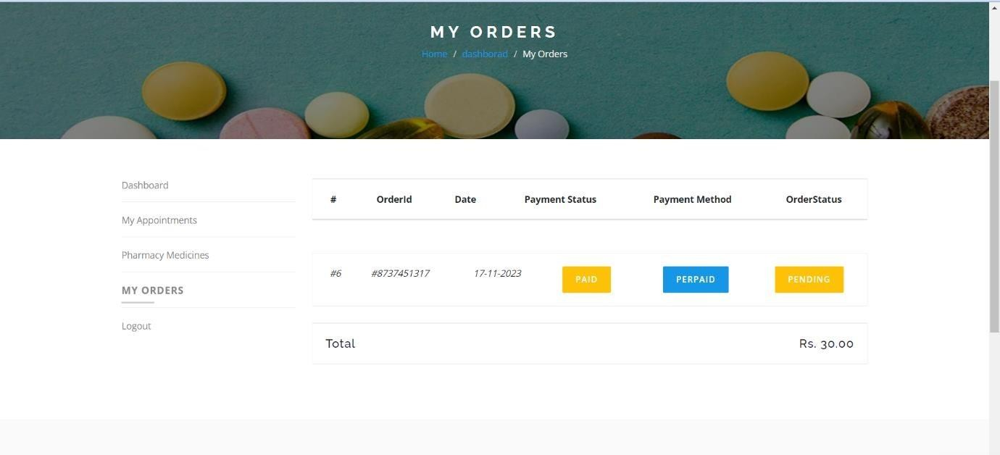 MY ORDERS
Home / dashborad / My Orders
Dashboard
My Appointments
Pharmacy Medicines
MY ORDERS
Logout
# OrderId Date Payment Status Payment Method OrderStatus
#6 #8737451317 17-11-2023 PAID PERPAID PENDING
Total Rs. 30.00